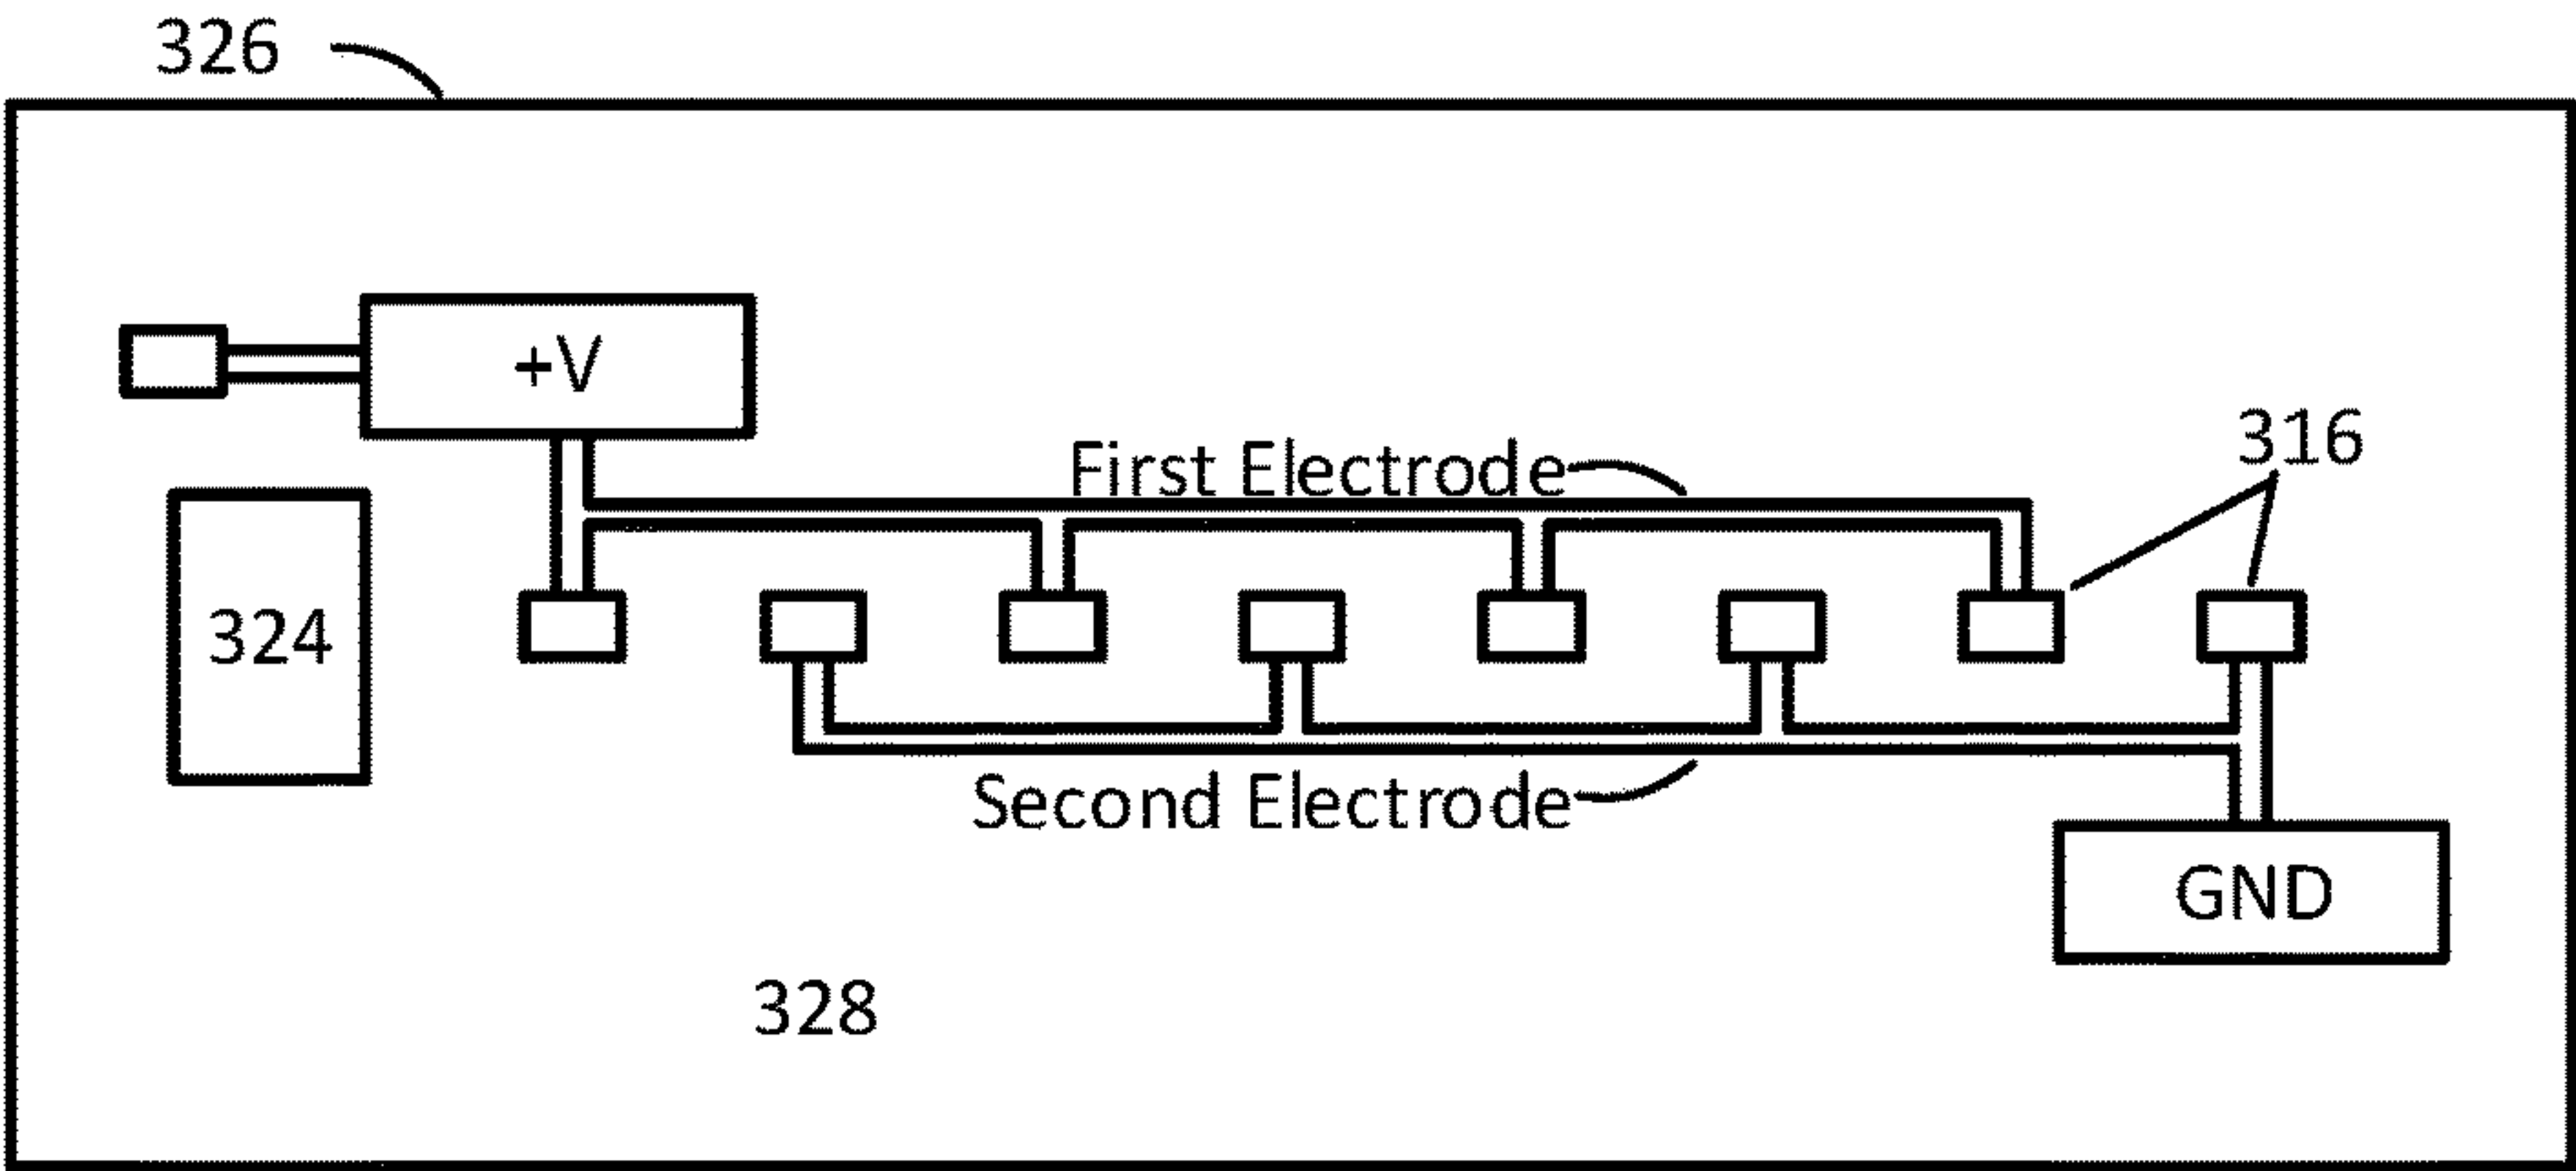 326
+V
First Electrode
316
324
Second Electrode
GND
328